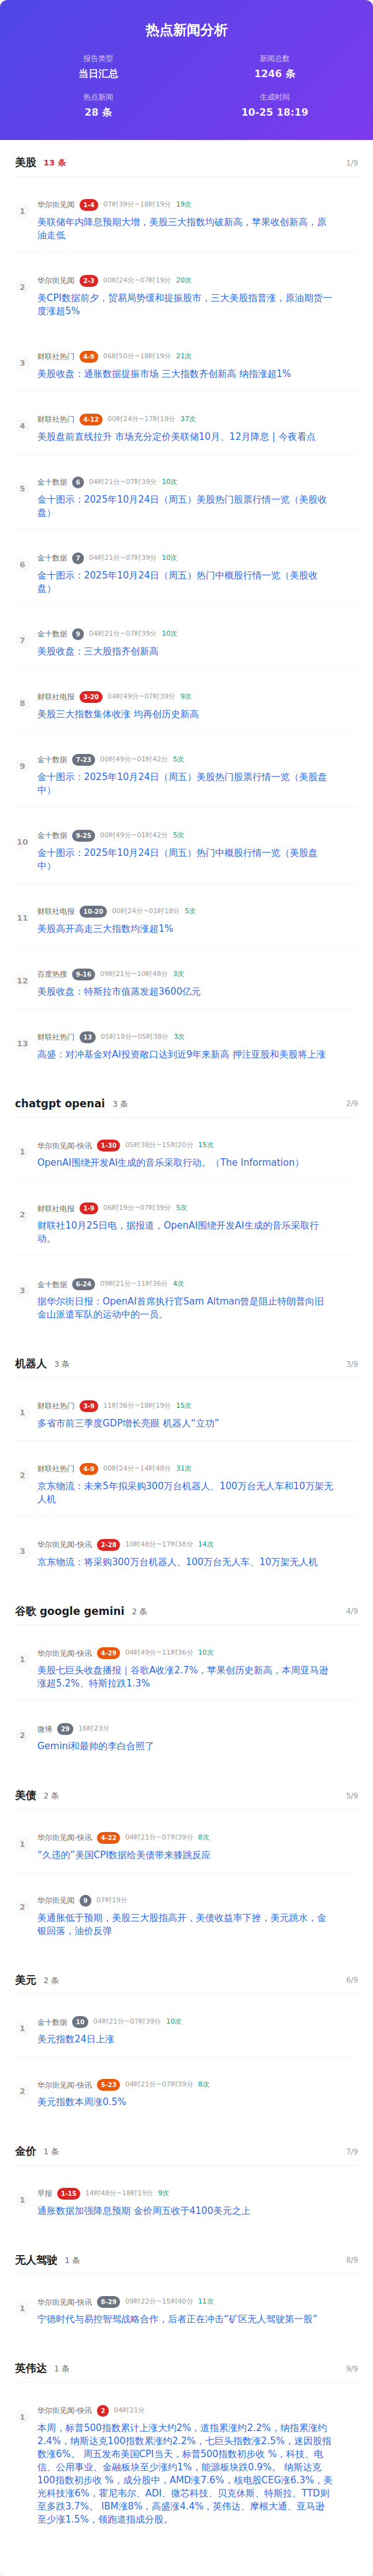 热点新闻分析
报告类型
当日汇总
新闻总数
1246 条
热点新闻
28 条
生成时间
10-25 18:19
美股 13 条 1/9
1 华尔街见闻 1-4 07时39分~18时19分 19次
美联储年内降息预期大增，美股三大指数均破新高，苹果收创新高，原
油走低
2 华尔街见闻 2-3 00时24分~07时19分 20次
美CPI数据前夕，贸易局势缓和提振股市，三大美股指普涨，原油期货一
度涨超5%
3 财联社热门 4-9 06时50分~18时19分 21次
美股收盘：通胀数据提振市场 三大指数齐创新高 纳指涨超1%
4 财联社热门 4-12 00时24分~17时19分 37次
美股盘前直线拉升 市场充分定价美联储10月、12月降息 | 今夜看点
5 金十数据 6 04时21分~07时39分 10次
金十图示：2025年10月24日（周五）美股热门股票行情一览（美股收
盘）
6 金十数据 7 04时21分~07时39分 10次
金十图示：2025年10月24日（周五）热门中概股行情一览（美股收
盘）
7 金十数据 9 04时21分~07时39分 10次
美股收盘：三大股指齐创新高
8 财联社电报 3-20 04时49分~07时39分 9次
美股三大指数集体收涨 均再创历史新高
9 金十数据 7-23 00时49分~01时42分 5次
金十图示：2025年10月24日（周五）美股热门股票行情一览（美股盘
中）
10 金十数据 9-25 00时49分~01时42分 5次
金十图示：2025年10月24日（周五）热门中概股行情一览（美股盘
中）
11 财联社电报 10-20 00时24分~01时18分 5次
美股高开高走三大指数均涨超1%
12 百度热搜 9-16 09时21分~10时48分 3次
美股收盘：特斯拉市值蒸发超3600亿元
13 财联社热门 13 05时18分~05时38分 3次
高盛：对冲基金对AI投资敞口达到近9年来新高 押注亚股和美股将上涨
chatgpt openai 3 条 2/9
1 华尔街见闻-快讯 1-30 05时38分~15时20分 15次
OpenAI围绕开发AI生成的音乐采取行动。（The Information）
2 财联社电报 1-9 06时19分~07时39分 5次
财联社10月25日电，据报道，OpenAI围绕开发AI生成的音乐采取行
动。
3 金十数据 6-24 09时21分~11时36分 4次
据华尔街日报：OpenAI首席执行官Sam Altman曾是阻止特朗普向旧
金山派遣军队的运动中的一员。
机器人 3 条 3/9
1 财联社热门 3-9 11时36分~18时19分 15次
多省市前三季度GDP增长亮眼 机器人“立功”
2 财联社热门 4-9 00时24分~14时48分 31次
京东物流：未来5年拟采购300万台机器人、100万台无人车和10万架无
人机
3 华尔街见闻-快讯 2-28 10时48分~17时38分 14次
京东物流：将采购300万台机器人、100万台无人车、10万架无人机
谷歌 google gemini 2 条 4/9
1 华尔街见闻-快讯 4-29 04时49分~11时36分 10次
美股七巨头收盘播报｜谷歌A收涨2.7%，苹果创历史新高，本周亚马逊
涨超5.2%、特斯拉跌1.3%
2 微博 29 16时23分
Gemini和最帅的李白合照了
美债 2 条 5/9
1 华尔街见闻-快讯 4-22 04时21分~07时39分 8次
“久违的”美国CPI数据给美债带来膝跳反应
2 华尔街见闻 9 07时19分
美通胀低于预期，美股三大股指高开，美债收益率下挫，美元跳水，金
银回落，油价反弹
美元 2 条 6/9
1 金十数据 10 04时21分~07时39分 10次
美元指数24日上涨
2 华尔街见闻-快讯 5-23 04时21分~07时39分 8次
美元指数本周涨0.5%
金价 1 条 7/9
1 早报 1-15 14时48分~18时19分 9次
通胀数据加强降息预期 金价周五收于4100美元之上
无人驾驶 1 条 8/9
1 华尔街见闻-快讯 8-29 09时22分~15时40分 11次
宁德时代与易控智驾战略合作，后者正在冲击“矿区无人驾驶第一股”
英伟达 1 条 9/9
1 华尔街见闻-快讯 2 04时21分
本周，标普500指数累计上涨大约2%，道指累涨约2.2%，纳指累涨约
2.4%，纳斯达克100指数累涨约2.2%，七巨头指数涨2.5%，迷因股指
数涨6%。 周五发布美国CPI当天，标普500指数初步收 %，科技、电
信、公用事业、金融板块至少涨约1%，能源板块跌0.9%。 纳斯达克
100指数初步收 %，成分股中，AMD涨7.6%，核电股CEG涨6.3%，美
光科技涨6%，霍尼韦尔、ADI、微芯科技、贝克休斯、特斯拉、TTD则
至多跌3.7%。 IBM涨8%，高盛涨4.4%，英伟达、摩根大通、亚马逊
至少涨1.5%，领跑道指成分股。